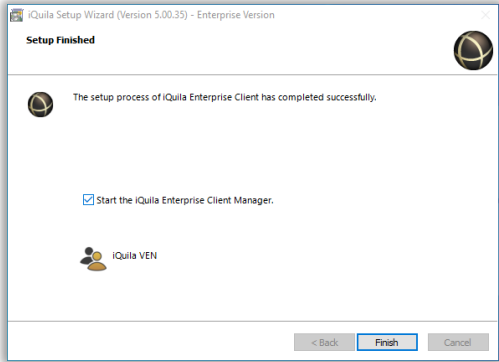 iQuila Setup Wizard (Version 5.00.35) - Enterprise Version
Setup Finished
The setup process of iQuila Enterprise Client has completed successfully.
Start the iQuila Enterprise Client Manager.
iQuila VEN
< Back
Finish
Cancel